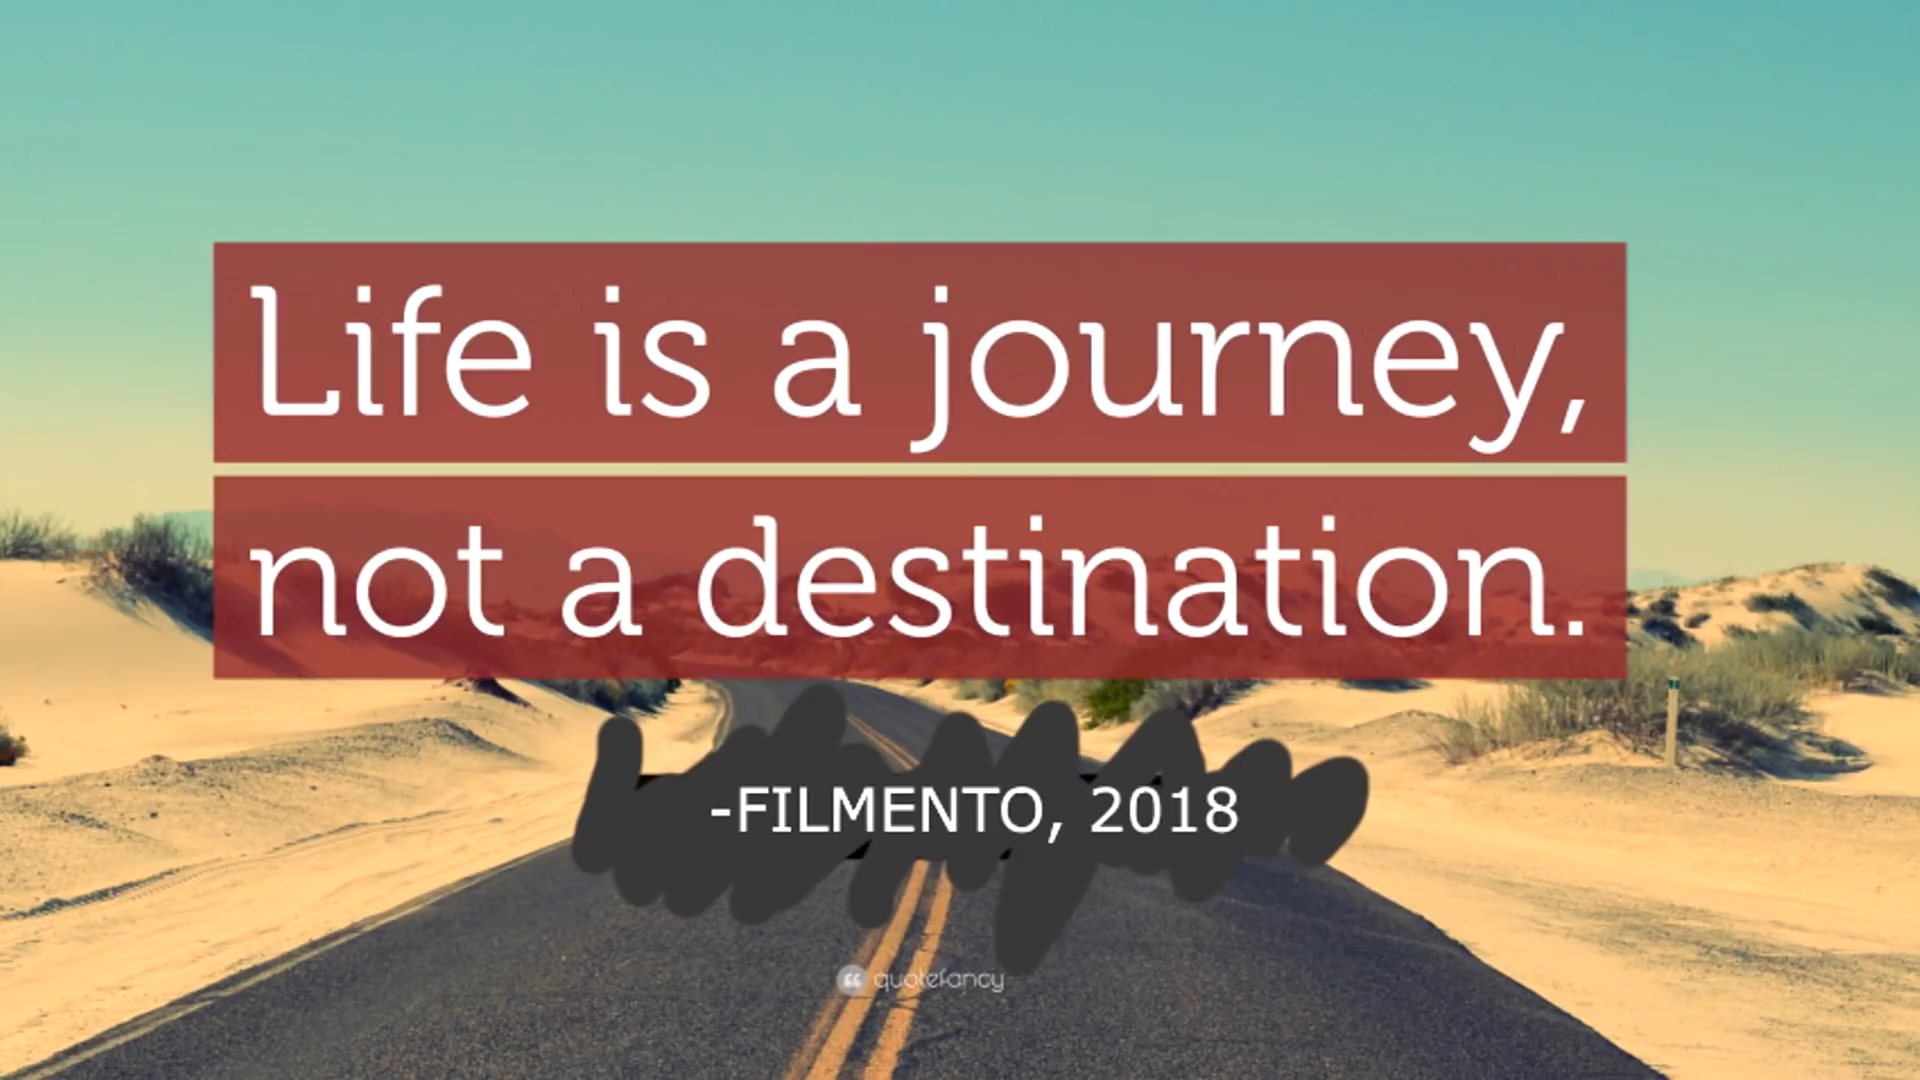 Life is a journey,
not a destination.
-FILMENTO, 2018
quotefancy